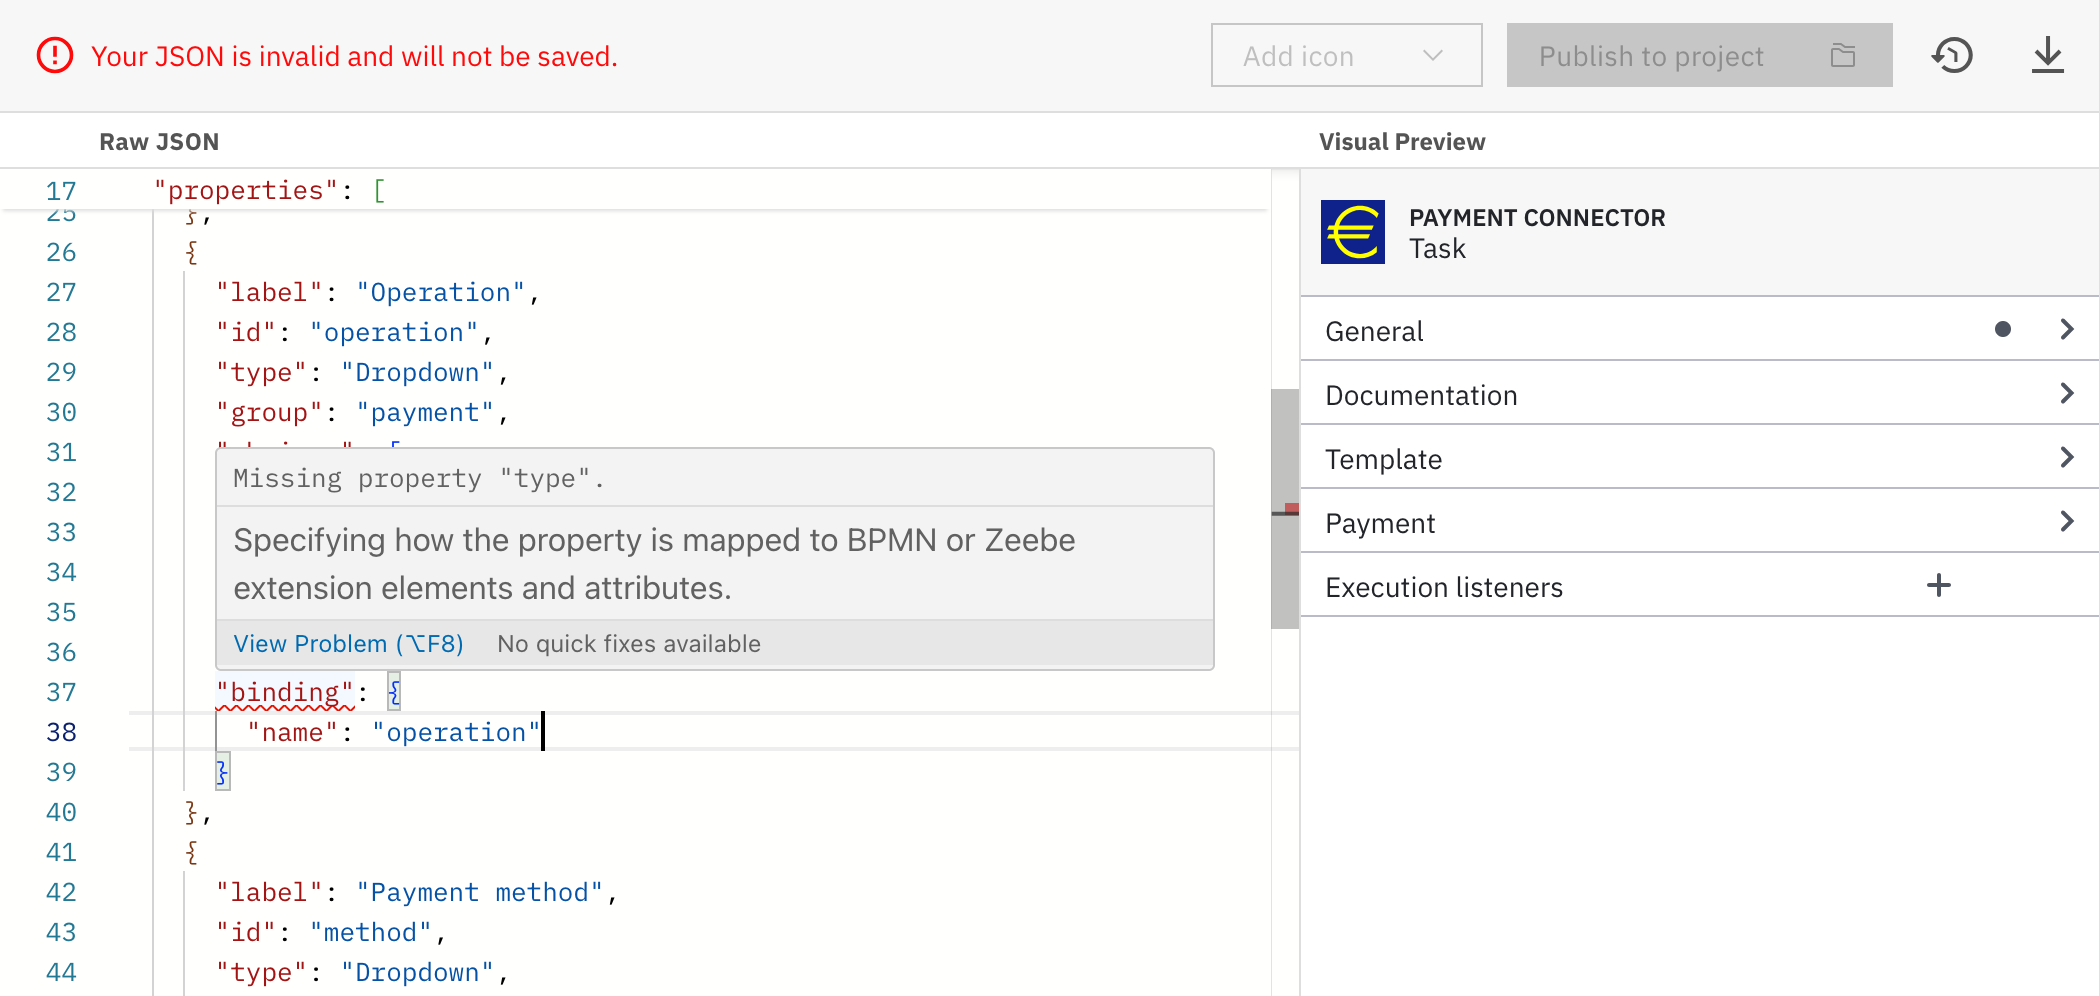 Your JSON is invalid and will not be saved.
Add icon
Publish to project
Raw JSON
Visual Preview
17 "properties": [
25 },
26 {
27 "label": "Operation",
28 "id": "operation",
29 "type": "Dropdown",
30 "group": "payment",
31
32
33
34
35
36
Missing property "type".
Specifying how the property is mapped to BPMN or Zeebe
extension elements and attributes.
View Problem (⌥F8) No quick fixes available
37 "binding": {
38 "name": "operation"
39 }
40 },
41 {
42 "label": "Payment method",
43 "id": "method",
44 "type": "Dropdown",
PAYMENT CONNECTOR
Task
General
Documentation
Template
Payment
Execution listeners